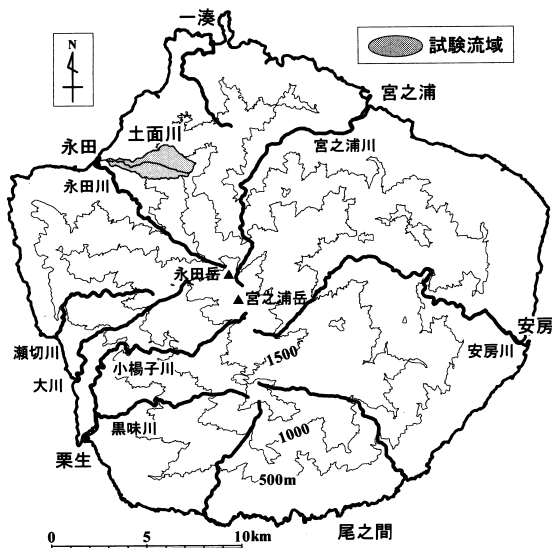 一湊
試験流域
N
宮之浦
土面川
永田
宮之浦川
永田川
永田岳
宮之浦岳
安房
瀬切川
1500
安房川
大川
小楊子川
黒味川
1000
栗生
500m
尾之間
0 5 10km